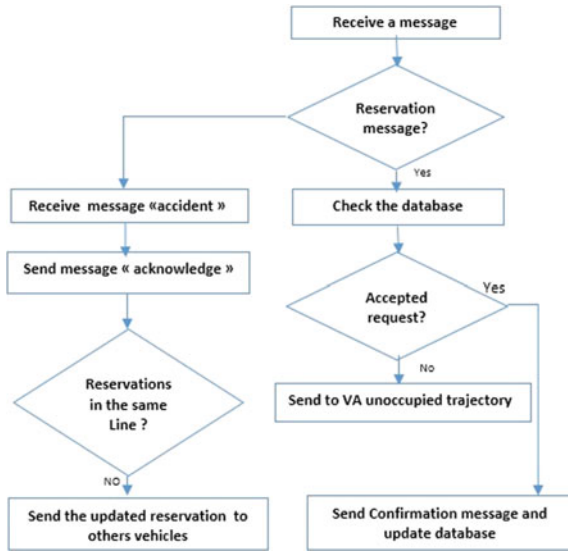 Receive a message
Reservation
message?
Yes
Receive message «accident »
Check the database
Send message « acknowledge »
Accepted
request?
Yes
No
Reservations
in the same
Line ?
Send to VA unoccupied trajectory
NO
Send the updated reservation to
others vehicles
Send Confirmation message and
update database